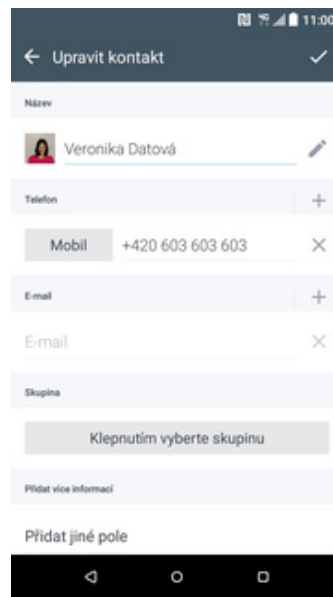 11:00
Upravit kontakt
Název
Veronika Datová
Telefon
Mobil +420 603 603 603
E-mail
E-mail
Skupina
Klepnutím vyberte skupinu
Přidat více informací
Přidat jiné pole